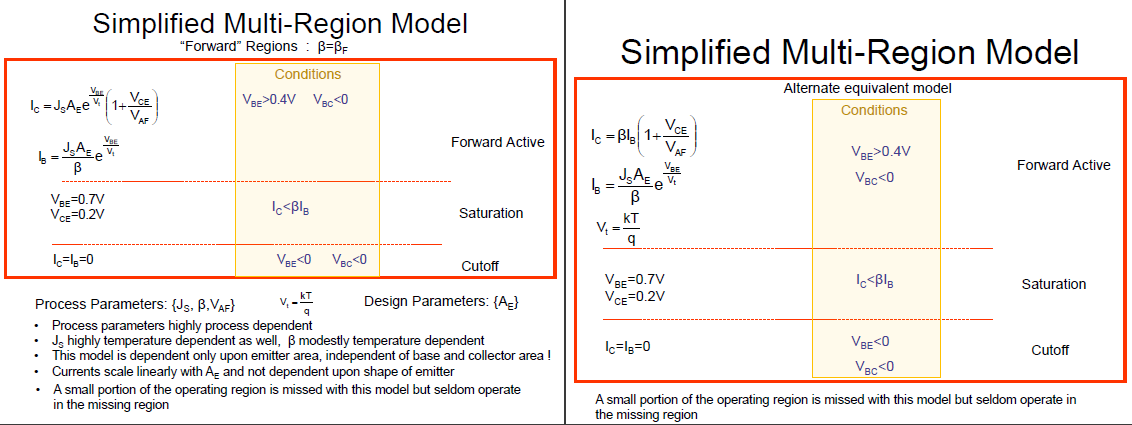 Simplified Multi-Region Model
“Forward” Regions : β=βF
Conditions
IC = JSAEe^(VBE/Vt) (1+VCE/VAF)
VBE>0.4V VBC<0
IB = JSAE/β e^(VBE/Vt)
Forward Active
VBE=0.7V
VCE=0.2V
IC<βIB
Saturation
IC=IB=0
VBE<0 VBC<0
Cutoff
Process Parameters: {JS, β,VAF}
Vt = kT/q
Design Parameters: {AE}
• Process parameters highly process dependent
• JS highly temperature dependent as well, β modestly temperature dependent
• This model is dependent only upon emitter area, independent of base and collector area !
• Currents scale linearly with AE and not dependent upon shape of emitter
• A small portion of the operating region is missed with this model but seldom operate
in the missing region
Simplified Multi-Region Model
Alternate equivalent model
Conditions
IC = βIB (1+VCE/VAF)
IB = JSAE/β e^(VBE/Vt)
Vt = kT/q
VBE>0.4V
VBC<0
Forward Active
VBE=0.7V
VCE=0.2V
IC<βIB
Saturation
IC=IB=0
VBE<0
VBC<0
Cutoff
A small portion of the operating region is missed with this model but seldom operate in
the missing region